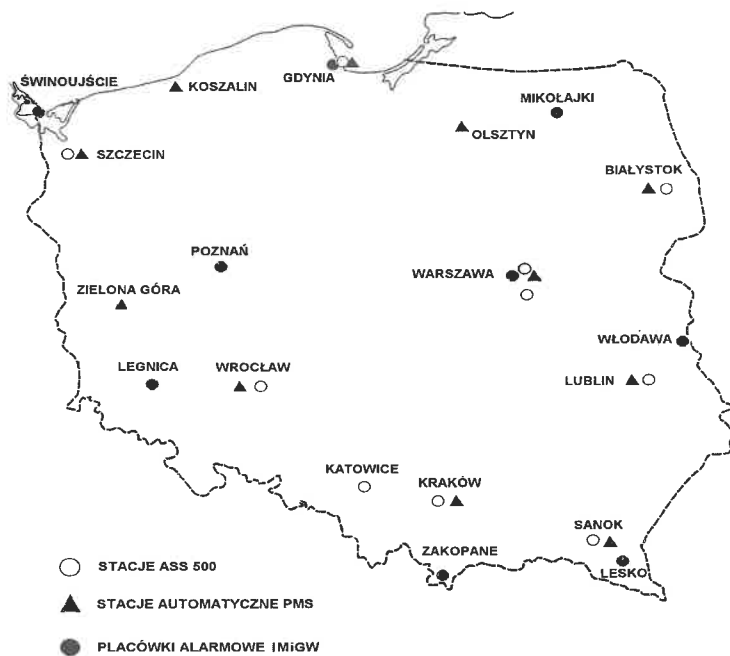 ŚWINOUJŚCIE
KOSZALIN
GDYNIA
MIKOŁAJKI
OLSZTYN
SZCZECIN
BIAŁYSTOK
POZNAŃ
WARSZAWA
ZIELONA GÓRA
WŁODAWA
LEGNICA
WROCŁAW
LUBLIN
KATOWICE
KRAKÓW
SANOK
ZAKOPANE
LESKO
STACJE ASS 500
STACJE AUTOMATYCZNE PMS
PLACÓWKI ALARMOWE IMiGW